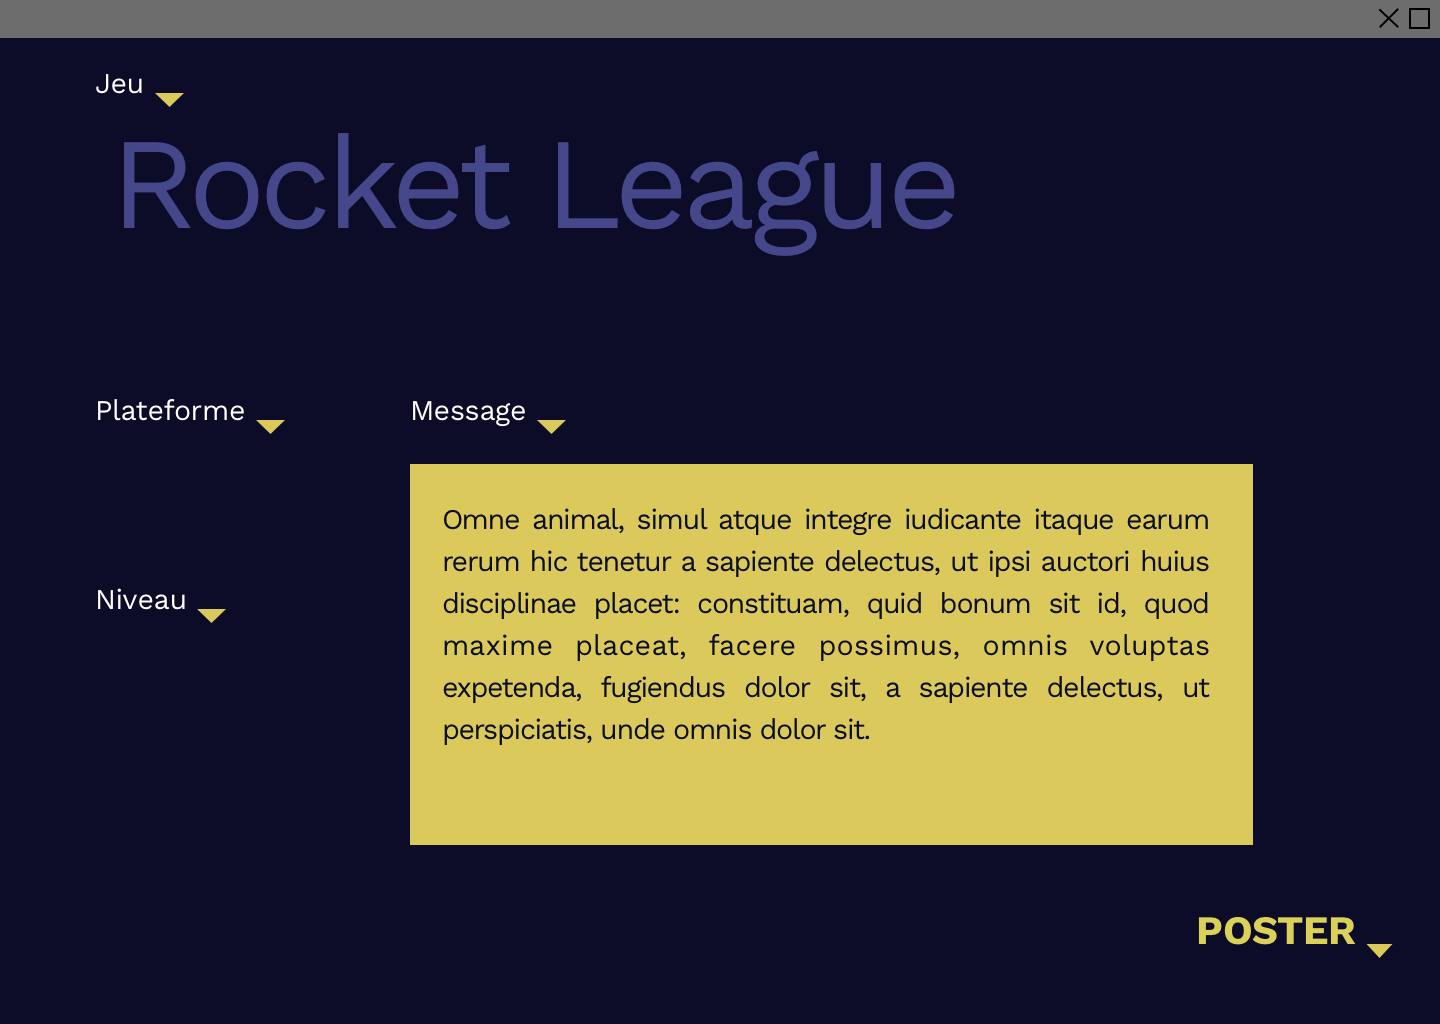 Jeu
Rocket League
Plateforme
Message
Omne animal, simul atque integre iudicante itaque earum
rerum hic tenetur a sapiente delectus, ut ipsi auctori huius
disciplinae placet: constituam, quid bonum sit id, quod
maxime placeat, facere possimus, omnis voluptas
expetenda, fugiendus dolor sit, a sapiente delectus, ut
perspiciatis, unde omnis dolor sit.
Niveau
POSTER